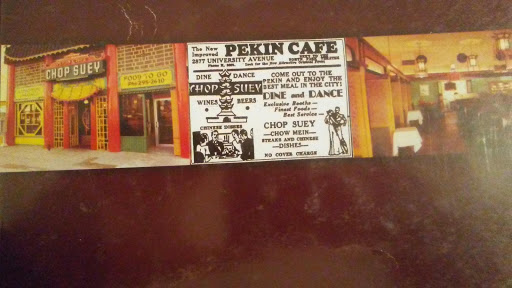 CHOP SUEY
FOOD TO GO
The New
Improved
PEKIN CAFE
2877 UNIVERSITY AVENUE
DINE DANCE
CHOP SUEY
WINES BEERS
CHINESE DISHES
COME OUT TO THE
PEKIN AND ENJOY THE
BEST MEAL IN THE CITY!
DINE and DANCE
Exclusive Booths—
Finest Foods—
Best Service—
CHOP SUEY
—CHOW MEIN—
STEAKS AND CHINESE
—DISHES—
NO COVER CHARGE